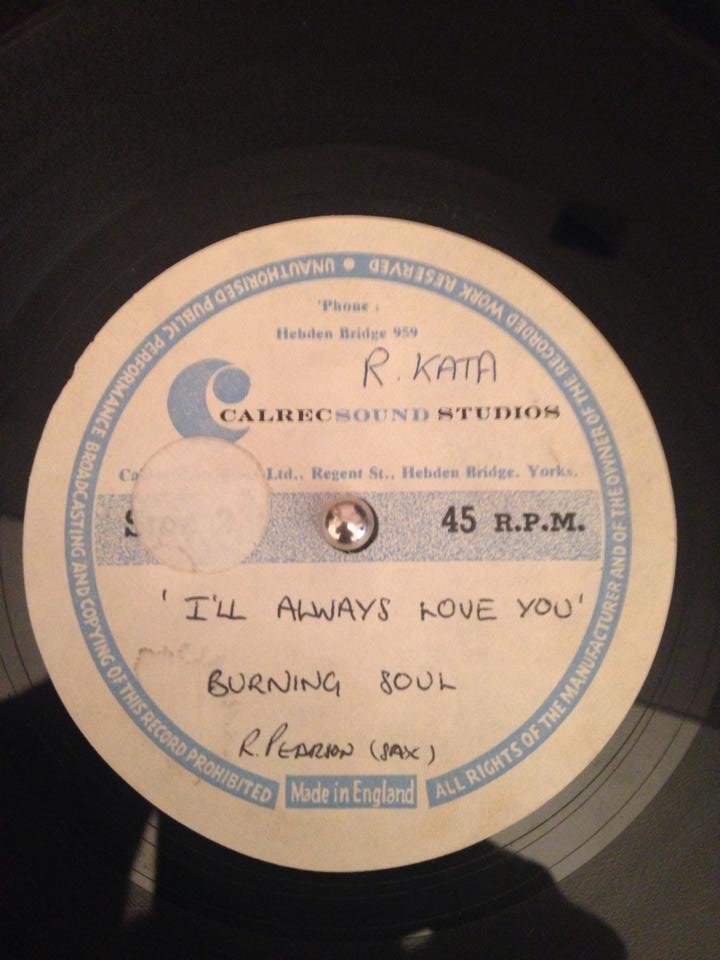 UNAUTHORISED PUBLIC PERFORMANCE BROADCASTING AND COPYING OF THIS RECORD PROHIBITED
ALL RIGHTS OF THE MANUFACTURER AND OF THE OWNER OF THE RECORDED WORK RESERVED
'Phone :
Hebden Bridge 959
R. KATA
CALREC SOUND STUDIOS
Ltd., Regent St., Hebden Bridge. Yorks.
45 R.P.M.
'I'LL ALWAYS LOVE YOU'
BURNING SOUL
R. PEARSON (SAX)
Made in England